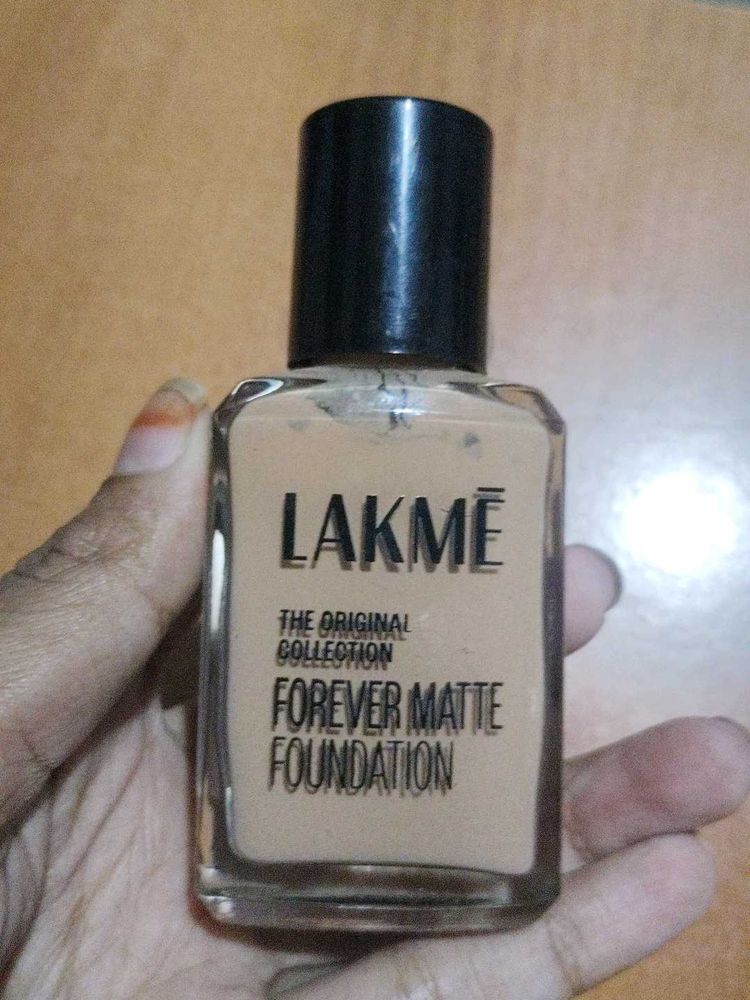 LAKMĒ
THE ORIGINAL
COLLECTION
FOREVER MATTE
FOUNDATION